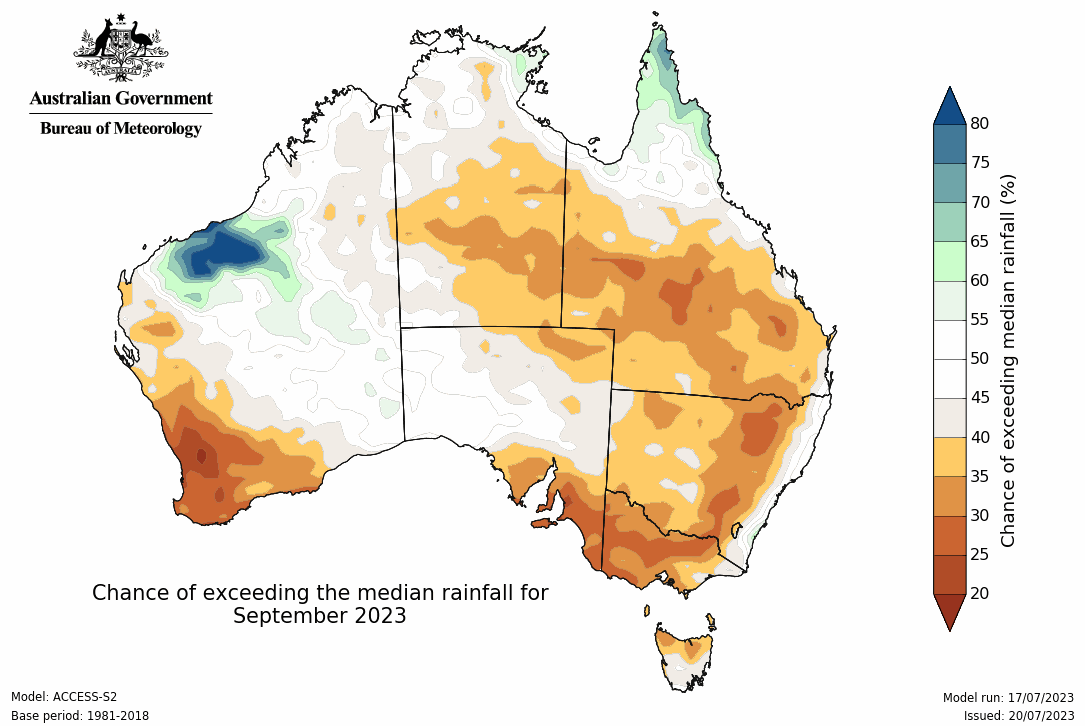 Australian Government
Bureau of Meteorology
80
75
70
65
60
55
50
45
40
35
30
25
20
Chance of exceeding median rainfall (%)
Chance of exceeding the median rainfall for
September 2023
Model: ACCESS-S2
Base period: 1981-2018
Model run: 17/07/2023
Issued: 20/07/2023